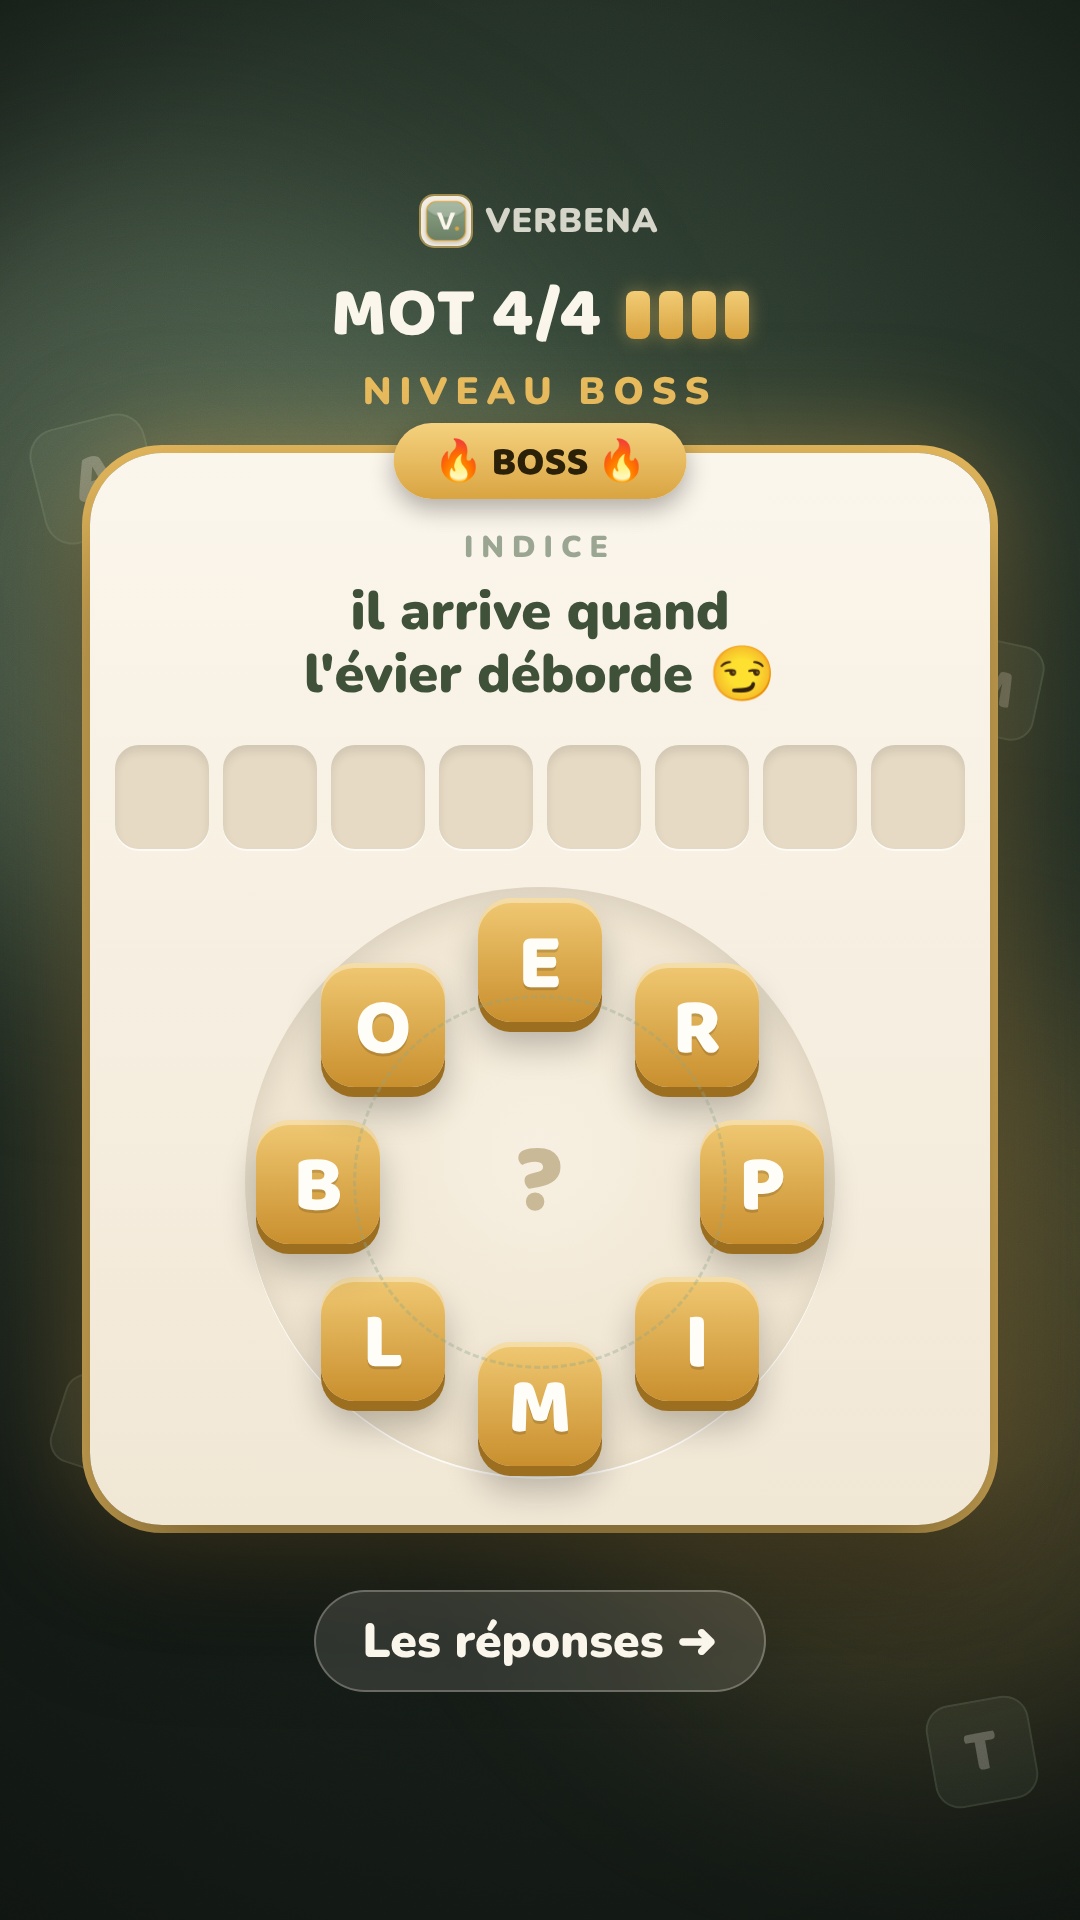 V. VERBENA
MOT 4/4
NIVEAU BOSS
🔥 BOSS 🔥
INDICE
il arrive quand
l'évier déborde 😏
E
O R
B ? P
L I
M
Les réponses →
T